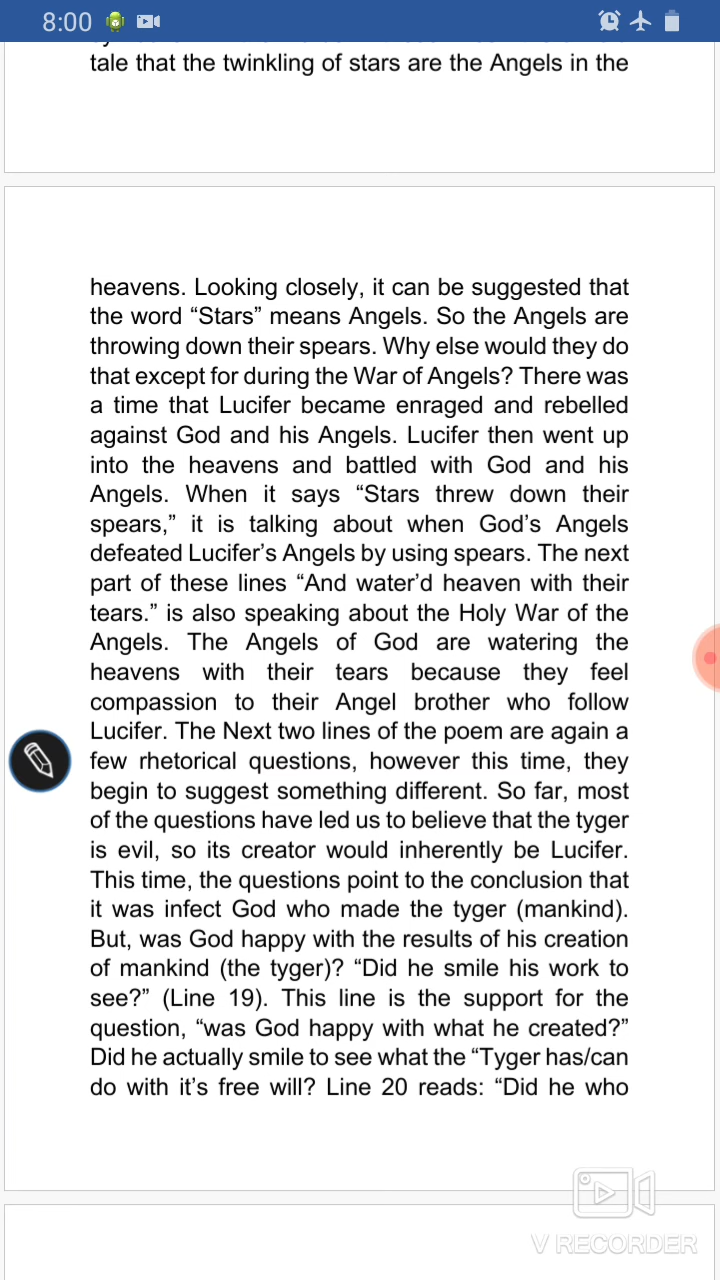 8:00
tale that the twinkling of stars are the Angels in the
heavens. Looking closely, it can be suggested that
the word “Stars” means Angels. So the Angels are
throwing down their spears. Why else would they do
that except for during the War of Angels? There was
a time that Lucifer became enraged and rebelled
against God and his Angels. Lucifer then went up
into the heavens and battled with God and his
Angels. When it says “Stars threw down their
spears,” it is talking about when God’s Angels
defeated Lucifer’s Angels by using spears. The next
part of these lines “And water’d heaven with their
tears.” is also speaking about the Holy War of the
Angels. The Angels of God are watering the
heavens with their tears because they feel
compassion to their Angel brother who follow
Lucifer. The Next two lines of the poem are again a
few rhetorical questions, however this time, they
begin to suggest something different. So far, most
of the questions have led us to believe that the tyger
is evil, so its creator would inherently be Lucifer.
This time, the questions point to the conclusion that
it was infect God who made the tyger (mankind).
But, was God happy with the results of his creation
of mankind (the tyger)? “Did he smile his work to
see?” (Line 19). This line is the support for the
question, “was God happy with what he created?”
Did he actually smile to see what the “Tyger has/can
do with it’s free will? Line 20 reads: “Did he who
V RECORDER